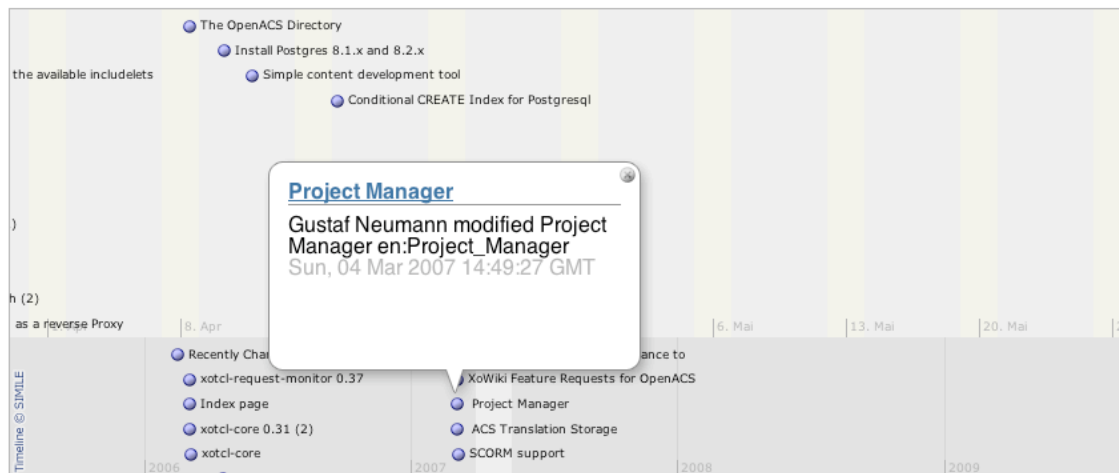 The OpenACS Directory
Install Postgres 8.1.x and 8.2.x
the available includelets
Simple content development tool
Conditional CREATE Index for Postgresql
Project Manager
Gustaf Neumann modified Project
Manager en:Project_Manager
Sun, 04 Mar 2007 14:49:27 GMT
)
h (2)
as a reverse Proxy
8. Apr
6. Mai
13. Mai
20. Mai
Recently Cha
ance to
xotcl-request-monitor 0.37
XoWiki Feature Requests for OpenACS
Index page
Project Manager
xotcl-core 0.31 (2)
ACS Translation Storage
xotcl-core
SCORM support
2006
2007
2008
2009
Timeline © SIMILE